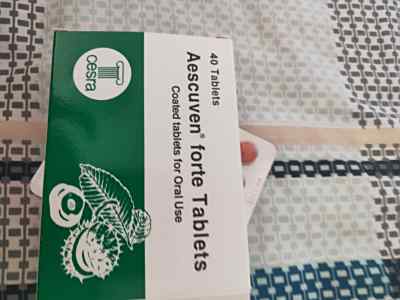 cesra
40 Tablets
Aescuven® forte Tablets
Coated tablets for Oral Use